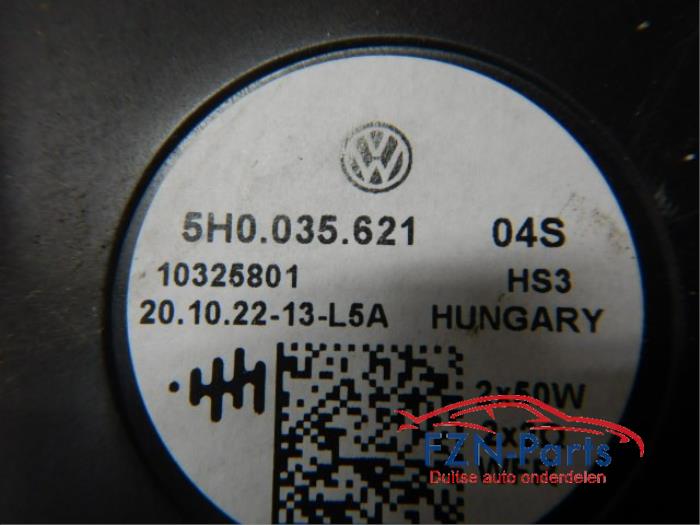 5H0.035.621 04S
10325801 HS3
20.10.22-13-L5A HUNGARY
2x50W
FZN-Parts
Duitse auto onderdelen